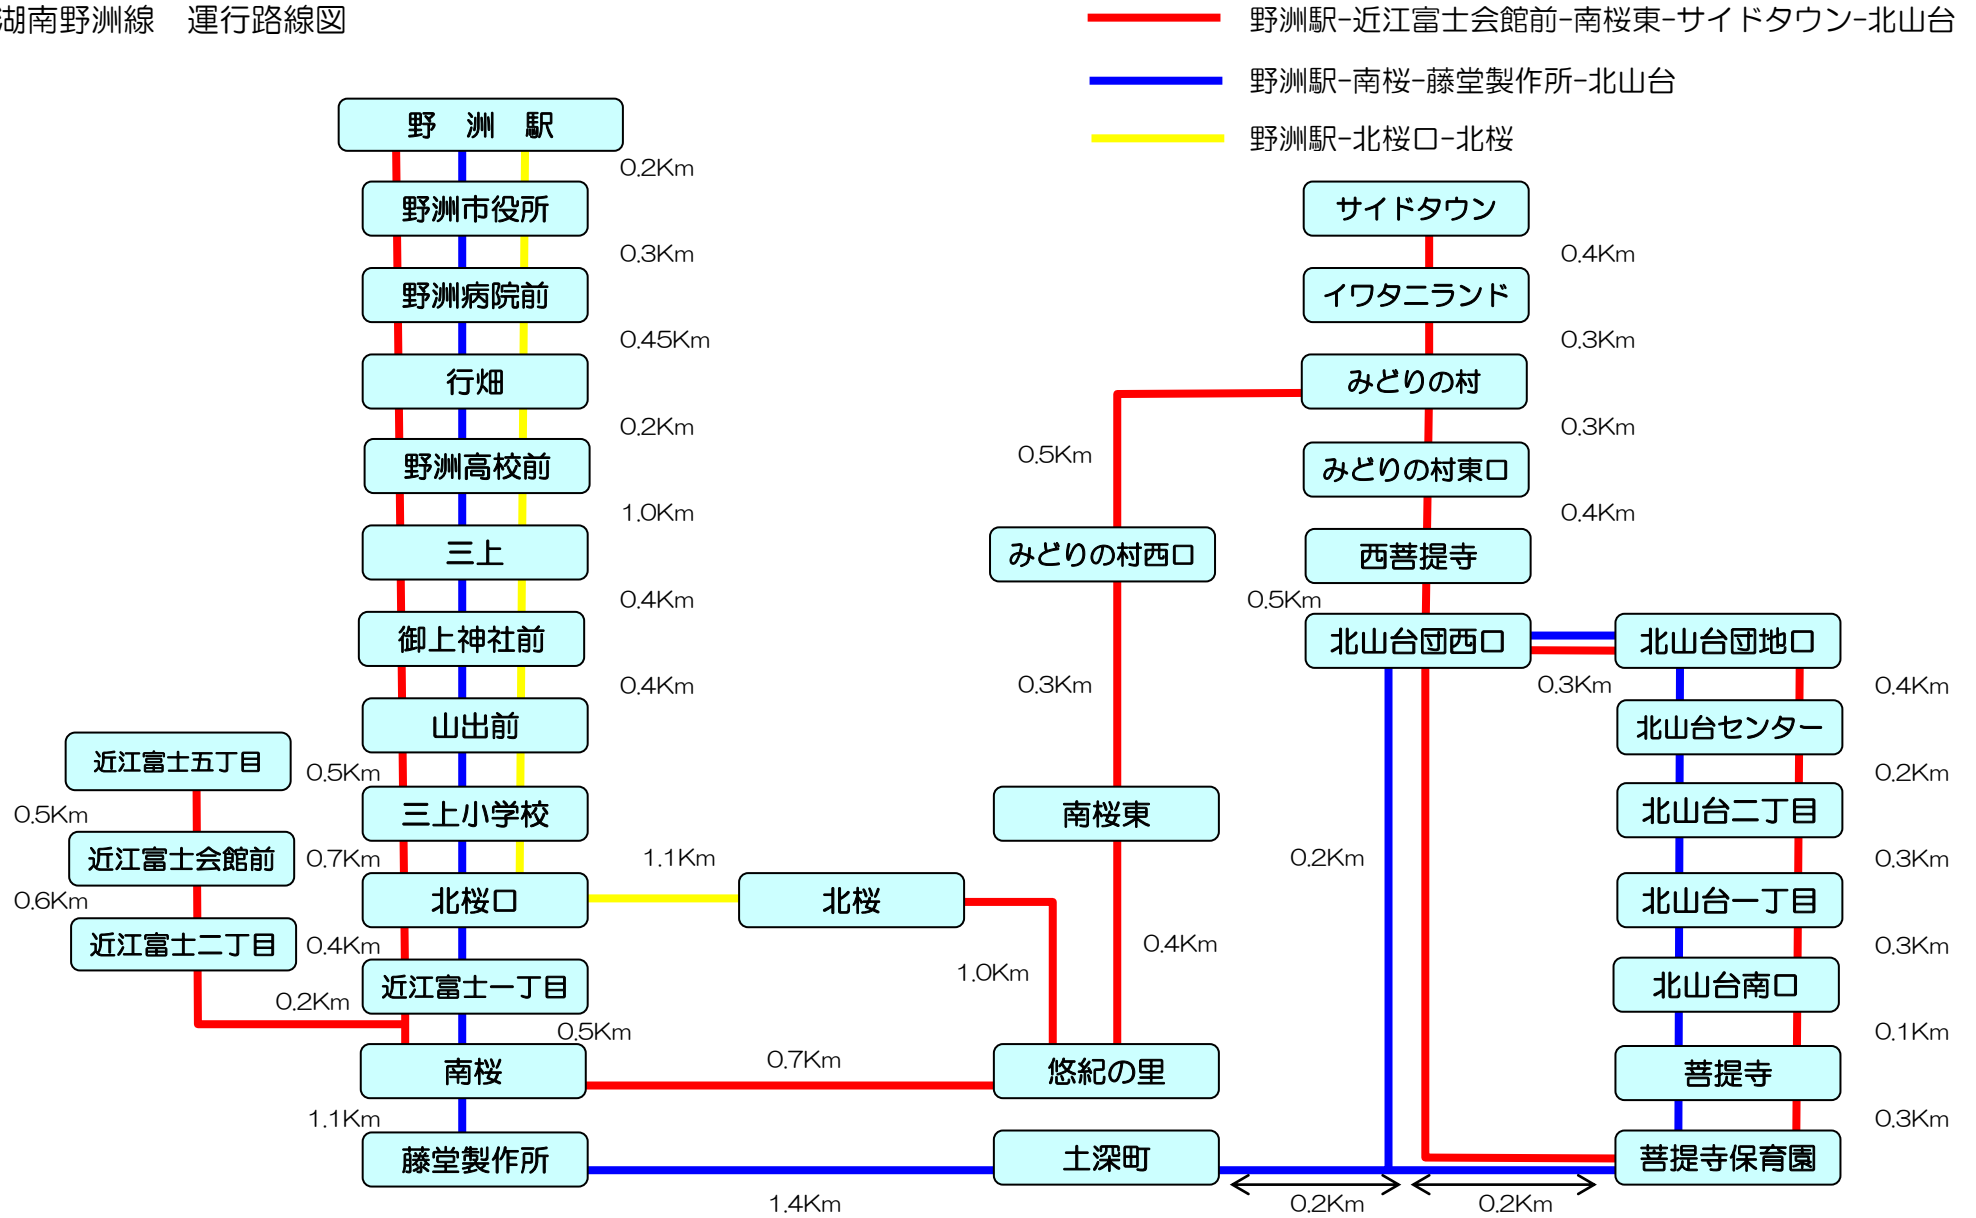 湖南野洲線　運行路線図
野洲駅-近江富士会館前-南桜東-サイドタウン-北山台
野洲駅-南桜-藤堂製作所-北山台
野洲駅-北桜口-北桜
野　洲　駅
0.2Km
野洲市役所
0.3Km
野洲病院前
0.45Km
行畑
0.2Km
野洲高校前
1.0Km
三上
0.4Km
御上神社前
0.4Km
山出前
0.5Km
三上小学校
0.7Km
北桜口
0.4Km
近江富士一丁目
0.5Km
南桜
1.1Km
藤堂製作所
近江富士五丁目
0.5Km
近江富士会館前
0.6Km
近江富士二丁目
0.2Km
1.1Km
北桜
1.0Km
0.7Km
悠紀の里
0.4Km
南桜東
0.3Km
みどりの村西口
0.5Km
サイドタウン
0.4Km
イワタニランド
0.3Km
みどりの村
0.3Km
みどりの村東口
0.4Km
西菩提寺
0.5Km
北山台団西口
0.3Km
北山台団地口
0.4Km
北山台センター
0.2Km
北山台二丁目
0.3Km
北山台一丁目
0.3Km
北山台南口
0.1Km
菩提寺
0.3Km
菩提寺保育園
0.2Km
1.4Km
土深町
0.2Km
0.2Km